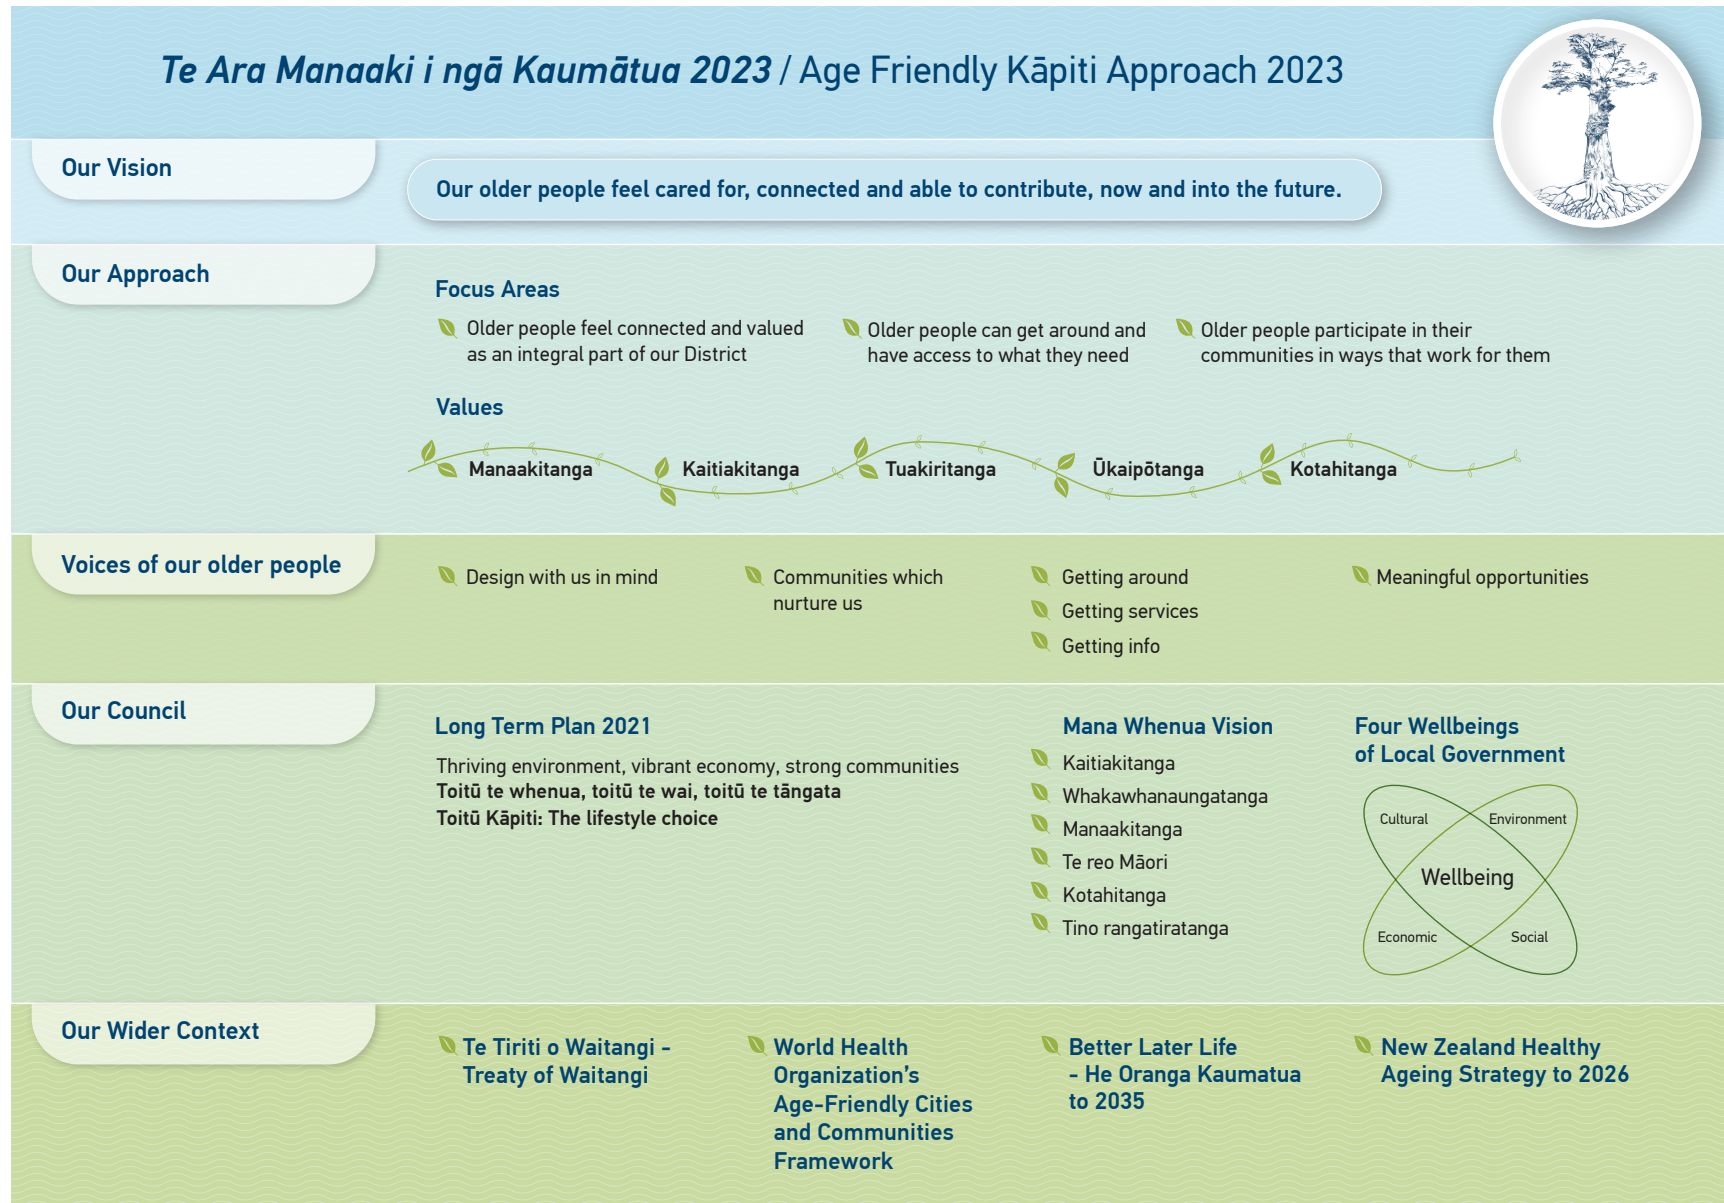 Te Ara Manaaki i ngā Kaumātua 2023 / Age Friendly Kāpiti Approach 2023
Our Vision
Our older people feel cared for, connected and able to contribute, now and into the future.
Our Approach
Focus Areas
Older people feel connected and valued
as an integral part of our District
Older people can get around and
have access to what they need
Older people participate in their
communities in ways that work for them
Values
Manaakitanga
Kaitiakitanga
Tuakiritanga
Ūkaipōtanga
Kotahitanga
Voices of our older people
Design with us in mind
Communities which
nurture us
Getting around
Getting services
Getting info
Meaningful opportunities
Our Council
Long Term Plan 2021
Thriving environment, vibrant economy, strong communities
Toitū te whenua, toitū te wai, toitū te tāngata
Toitū Kāpiti: The lifestyle choice
Mana Whenua Vision
Kaitiakitanga
Whakawhanaungatanga
Manaakitanga
Te reo Māori
Kotahitanga
Tino rangatiratanga
Four Wellbeings
of Local Government
Cultural
Environment
Wellbeing
Economic
Social
Our Wider Context
Te Tiriti o Waitangi -
Treaty of Waitangi
World Health
Organization’s
Age-Friendly Cities
and Communities
Framework
Better Later Life
- He Oranga Kaumatua
to 2035
New Zealand Healthy
Ageing Strategy to 2026